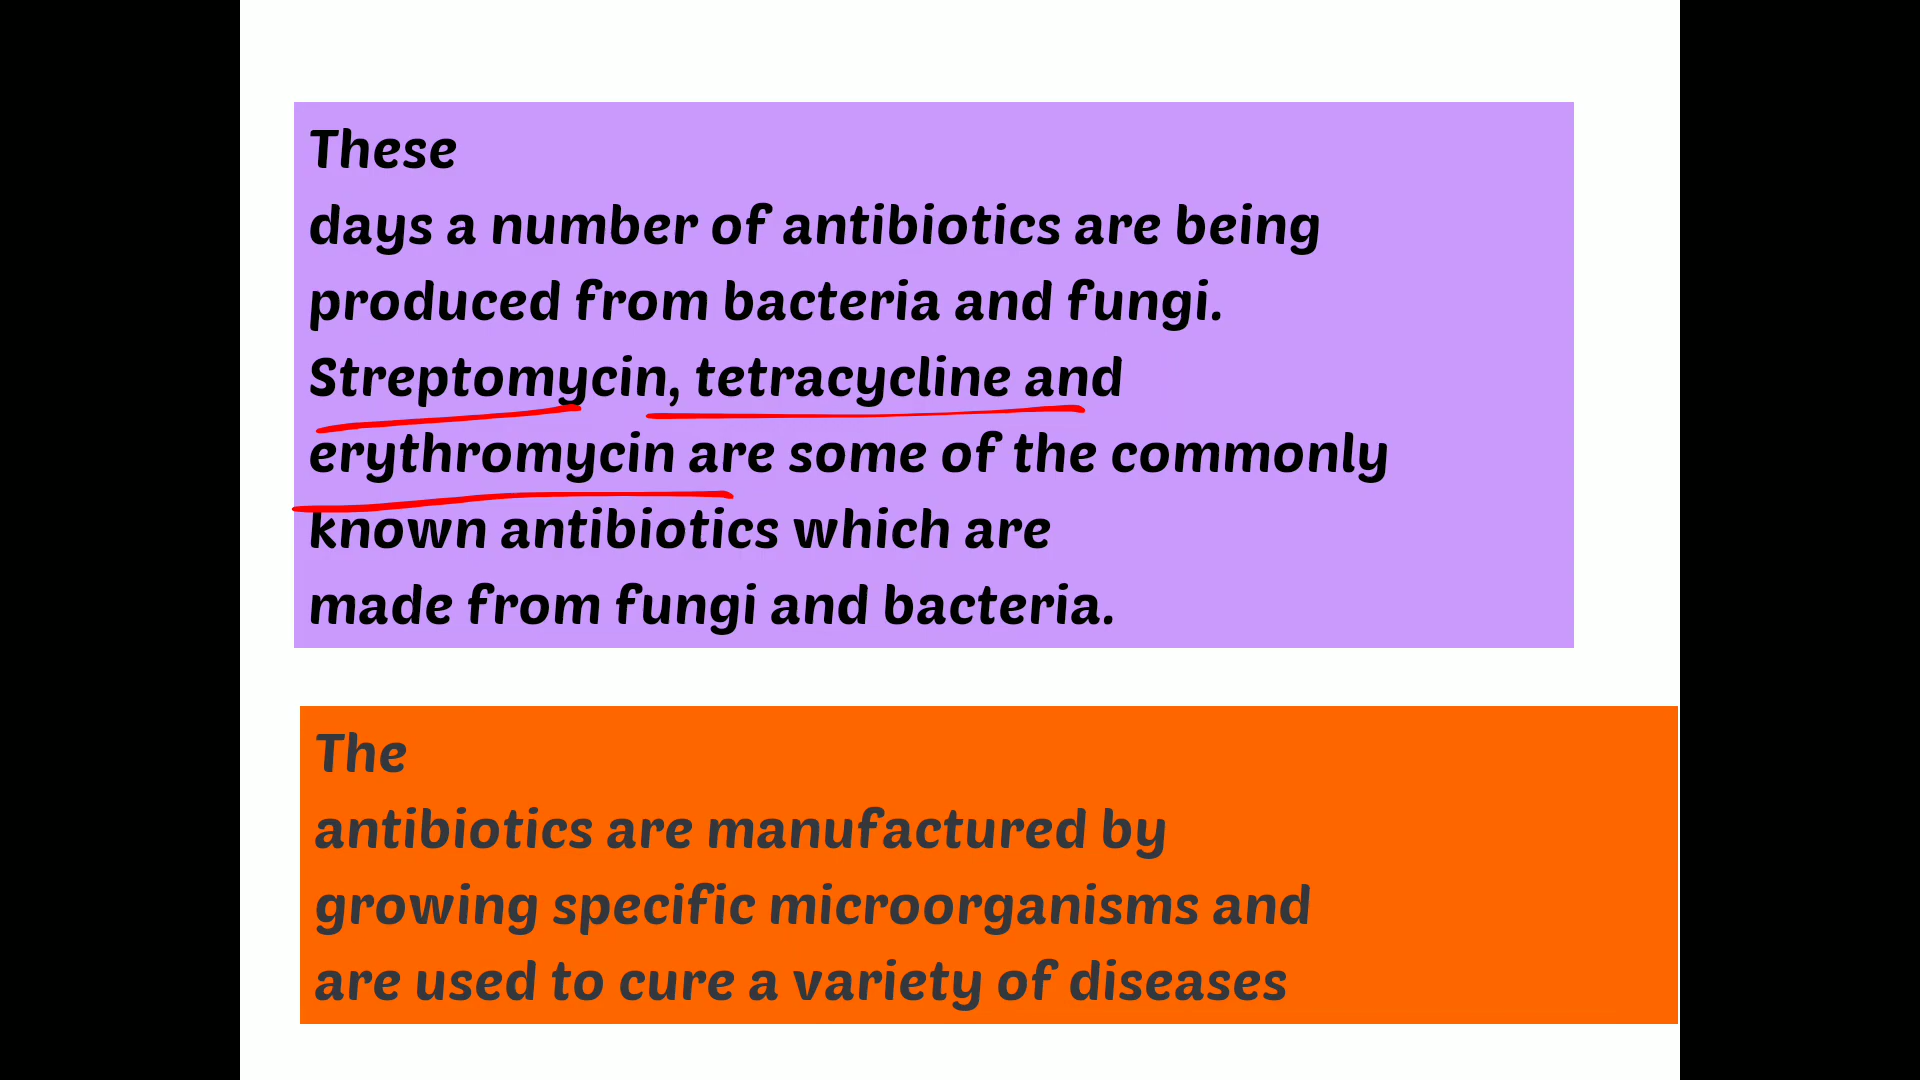 These
days a number of antibiotics are being
produced from bacteria and fungi.
Streptomycin, tetracycline and
erythromycin are some of the commonly
known antibiotics which are
made from fungi and bacteria.
The
antibiotics are manufactured by
growing specific microorganisms and
are used to cure a variety of diseases